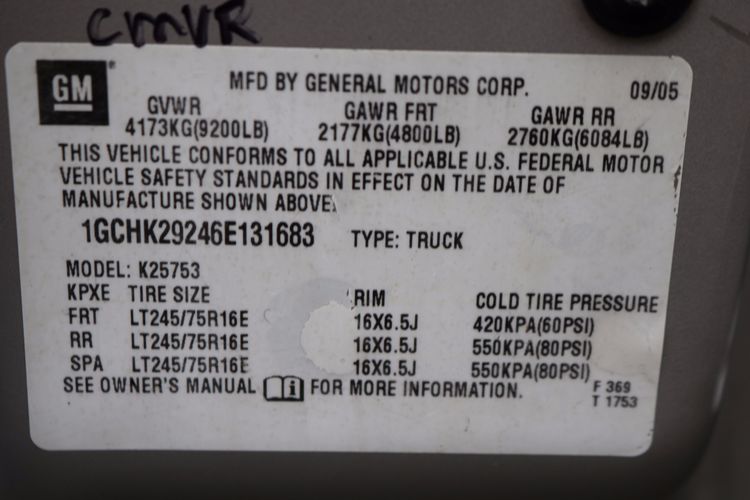 CMVR
GM
MFD BY GENERAL MOTORS CORP. 09/05
GVWR GAWR FRT GAWR RR
4173KG(9200LB) 2177KG(4800LB) 2760KG(6084LB)
THIS VEHICLE CONFORMS TO ALL APPLICABLE U.S. FEDERAL MOTOR
VEHICLE SAFETY STANDARDS IN EFFECT ON THE DATE OF
MANUFACTURE SHOWN ABOVE.
1GCHK29246E131683 TYPE: TRUCK
MODEL: K25753
KPXE TIRE SIZE RIM COLD TIRE PRESSURE
FRT LT245/75R16E 16X6.5J 420KPA(60PSI)
RR LT245/75R16E 16X6.5J 550KPA(80PSI)
SPA LT245/75R16E 16X6.5J 550KPA(80PSI)
SEE OWNER'S MANUAL FOR MORE INFORMATION.
F 369
T 1753